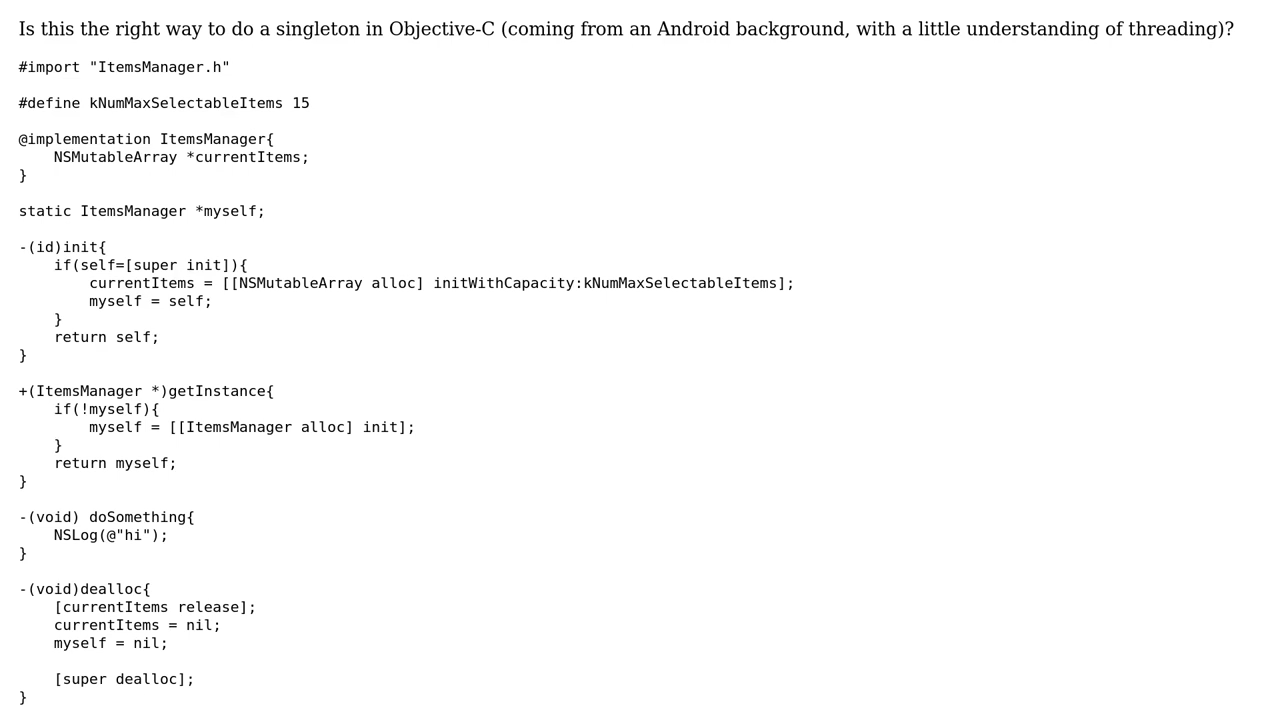 Is this the right way to do a singleton in Objective-C (coming from an Android background, with a little understanding of threading)?
#import "ItemsManager.h"
#define kNumMaxSelectableItems 15
@implementation ItemsManager{
    NSMutableArray *currentItems;
}
static ItemsManager *myself;
-(id)init{
    if(self=[super init]){
        currentItems = [[NSMutableArray alloc] initWithCapacity:kNumMaxSelectableItems];
        myself = self;
    }
    return self;
}
+(ItemsManager *)getInstance{
    if(!myself){
        myself = [[ItemsManager alloc] init];
    }
    return myself;
}
-(void) doSomething{
    NSLog(@"hi");
}
-(void)dealloc{
    [currentItems release];
    currentItems = nil;
    myself = nil;
    [super dealloc];
}